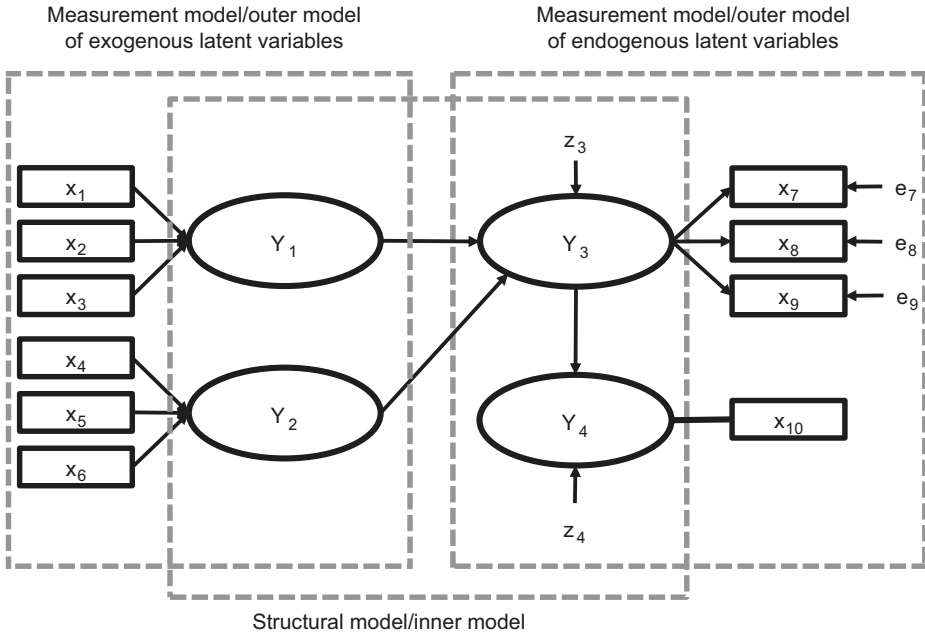 Measurement model/outer model
of exogenous latent variables
Measurement model/outer model
of endogenous latent variables
z₃
x₁
x₂
x₃
Y₁
Y₃
x₇
e₇
x₈
e₈
x₉
e₉
x₄
x₅
x₆
Y₂
Y₄
x₁₀
z₄
Structural model/inner model